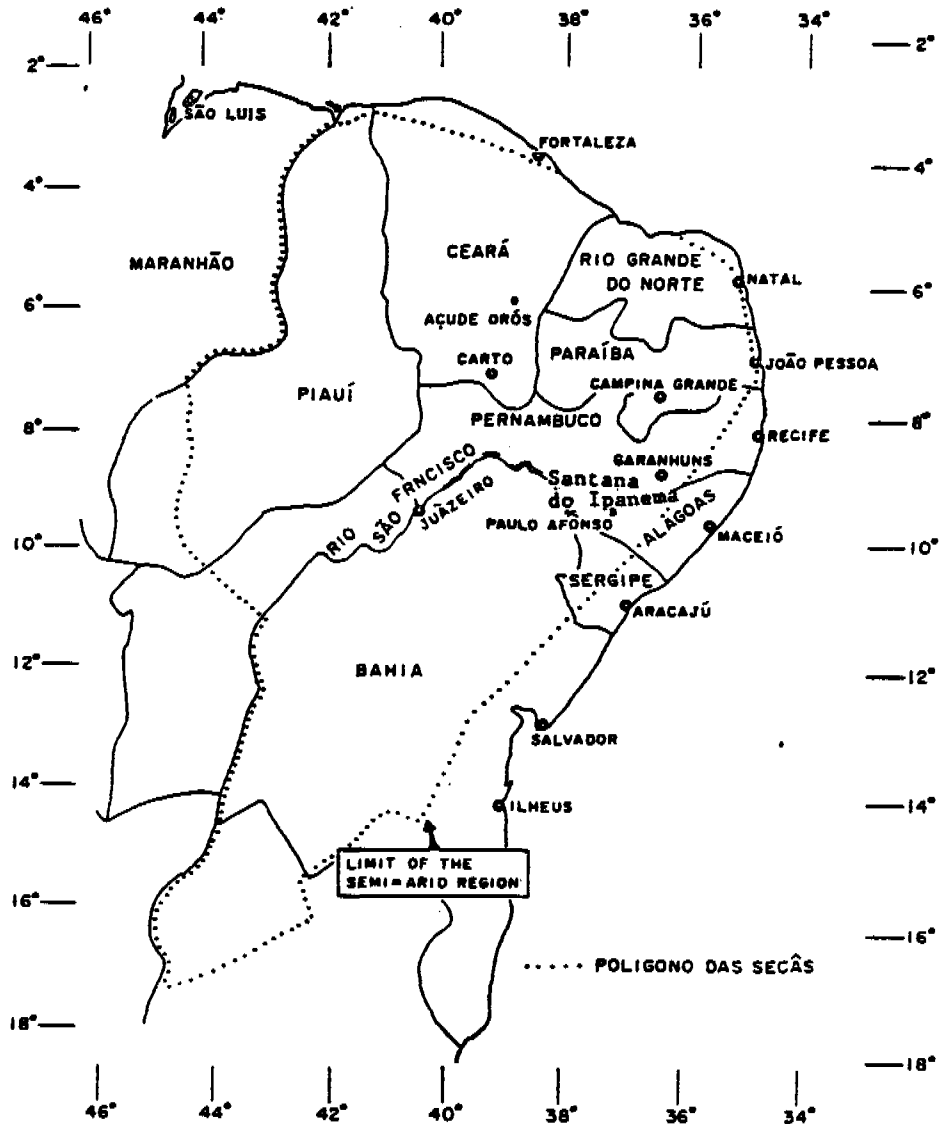 46° 44° 42° 40° 38° 36° 34°
2° 2°
SÃO LUIS
FORTALEZA
4° 4°
MARANHÃO
CEARÁ
RIO GRANDE
DO NORTE
NATAL
6° 6°
AÇUDE ORÓS
CARTO
PARAÍBA
JOÃO PESSOA
PIAUÍ
CAMPINA GRANDE
PERNAMBUCO
8° 8°
RECIFE
GARANHUNS
RIO SÃO FRNCISCO
JUÃZEIRO
Santana
do Ipanema
PAULO AFONSO
ALÁGOAS
MACEIÓ
10° 10°
SERGIPE
ARACAJÚ
12° 12°
BAHIA
SALVADOR
14° 14°
ILHEUS
LIMIT OF THE
SEMI-ARID REGION
16° 16°
POLIGONO DAS SECÂS
18° 18°
46° 44° 42° 40° 38° 36° 34°